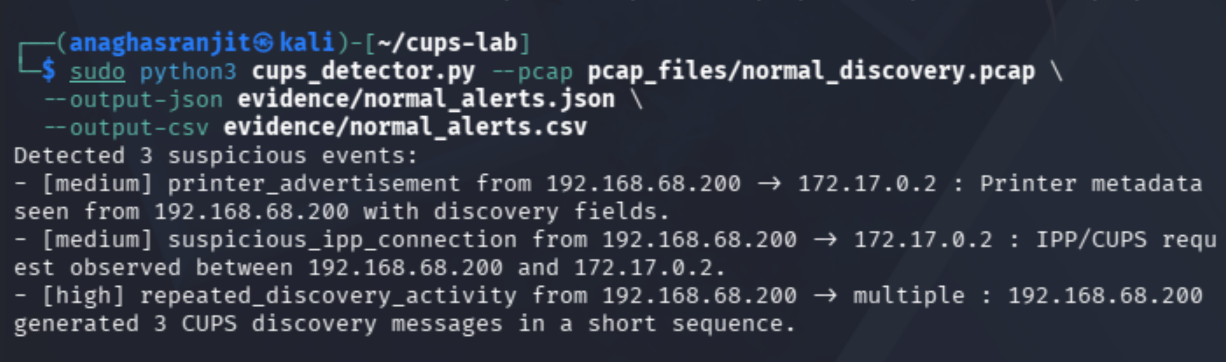 ┌──(anaghasranjit㉿kali)-[~/cups-lab]
└─$ sudo python3 cups_detector.py --pcap pcap_files/normal_discovery.pcap \
--output-json evidence/normal_alerts.json \
--output-csv evidence/normal_alerts.csv
Detected 3 suspicious events:
- [medium] printer_advertisement from 192.168.68.200 → 172.17.0.2 : Printer metadata
seen from 192.168.68.200 with discovery fields.
- [medium] suspicious_ipp_connection from 192.168.68.200 → 172.17.0.2 : IPP/CUPS requ
est observed between 192.168.68.200 and 172.17.0.2.
- [high] repeated_discovery_activity from 192.168.68.200 → multiple : 192.168.68.200
generated 3 CUPS discovery messages in a short sequence.